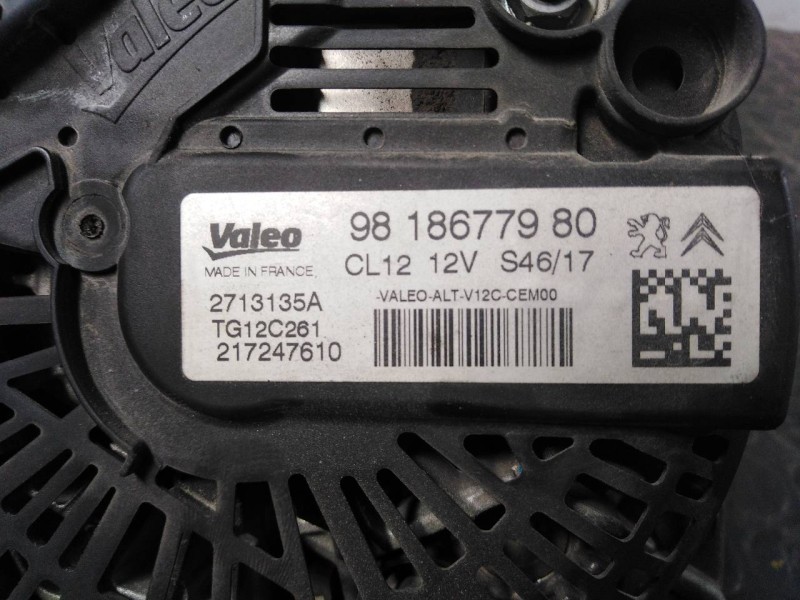 Valeo
Valeo
98 186779 80
MADE IN FRANCE
CL12 12V S46/17
2713135A
-VALEO-ALT-V12C-CEM00
TG12C261
217247610